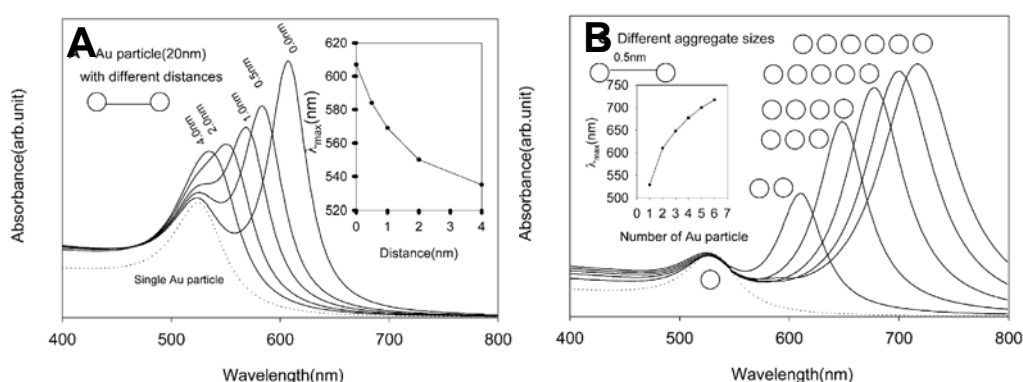 A
Au particle(20nm)
with different distances
4.0nm
2.0nm
1.0nm
0.5nm
0.0nm
Single Au particle
Absorbance(arb.unit)
Wavelength(nm)
400
500
600
700
800
λmax(nm)
620
600
580
560
540
520
0
1
2
3
4
Distance(nm)
B
Different aggregate sizes
0.5nm
Absorbance(arb.unit)
Wavelength(nm)
400
500
600
700
800
λmax(nm)
750
700
650
600
550
500
0 1 2 3 4 5 6 7
Number of Au particle